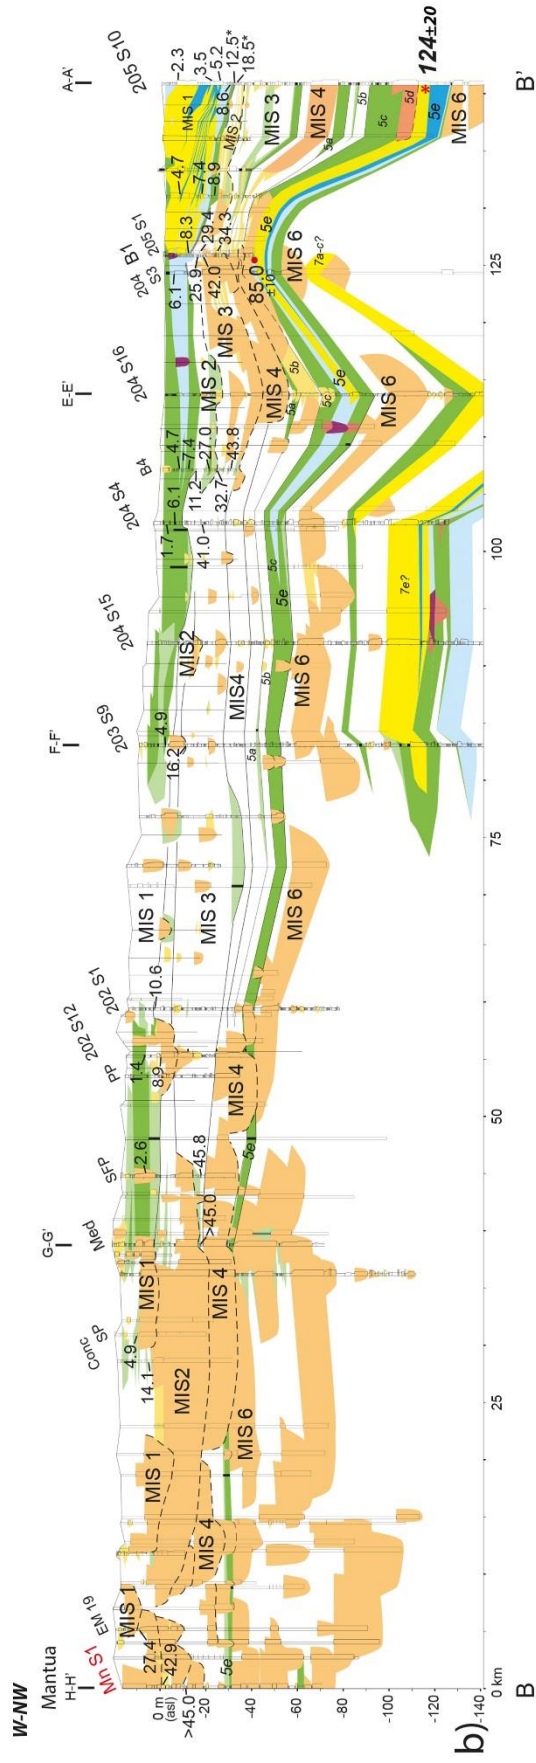 W-NW
Mantua
H-H'
G-G'
F-F'
E-E'
A-A'
Mn S1
EM 19
Conc
SP
Med
SFP
PP
202 S12
202 S1
203 S9
204 S15
204 S4
B4
204 S16
204
S3
B1
205 S1
205 S10
0 m
(asl)
>45.0
-20
-40
-60
-80
-100
-120
-140
27.4
42.9
MIS 1
MIS 1
4.9
14.1
MIS 1
2.6
1.4
8.9
10.6
MIS 1
16.2
4.9
1.7
6.1
7.4
4.7
6.1
8.3
4.7
7.4
8.9
MIS 1
2.3
3.5
5.2
12.5*
18.5*
8.6
MIS2
MIS2
41.0
11.2
27.0
32.7
43.8
MIS 2
25.9
29.4
34.3
42.0
MIS 2
>45.0
45.8
MIS 3
MIS 3
MIS 3
MIS 4
MIS 4
MIS 4
MIS4
MIS 4
85.0
±10
MIS 4
5a
5b
5c
5a
5b
5c
5a
5b
5c
5d
5e
5e
5e
5e
5e
5e
5e
124±20
*
MIS 6
MIS 6
MIS 6
MIS 6
MIS 6
MIS 6
7e?
7a-c?
b)
B
0 km
25
50
75
100
125
B'